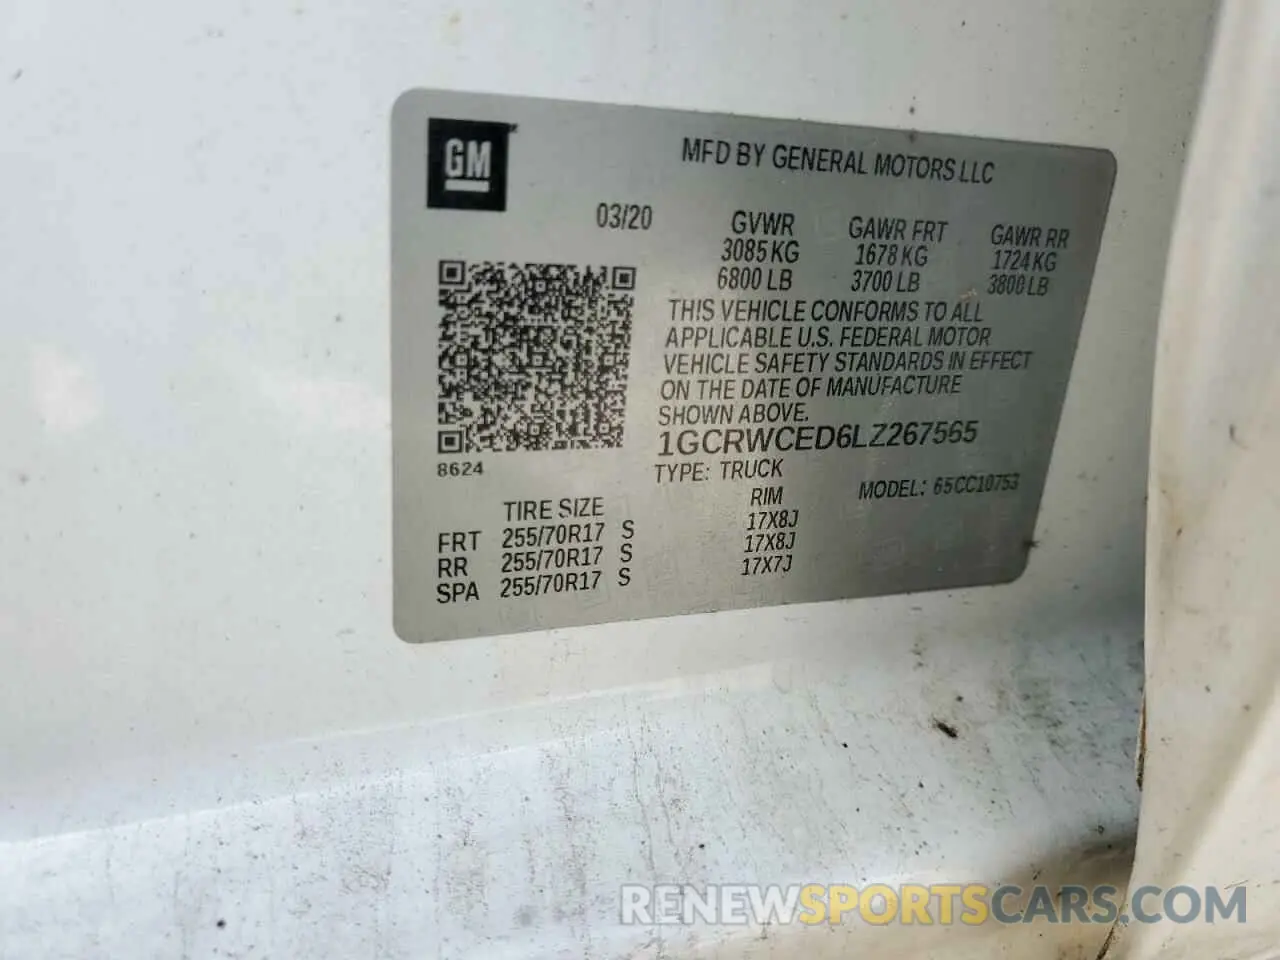 GM
MFD BY GENERAL MOTORS LLC
03/20
GVWR GAWR FRT GAWR RR
3085 KG 1678 KG 1724 KG
6800 LB 3700 LB 3800 LB
THIS VEHICLE CONFORMS TO ALL
APPLICABLE U.S. FEDERAL MOTOR
VEHICLE SAFETY STANDARDS IN EFFECT
ON THE DATE OF MANUFACTURE
SHOWN ABOVE.
1GCRWCED6LZ267565
8624
TYPE: TRUCK MODEL: 65CC10753
TIRE SIZE RIM
FRT 255/70R17 S 17X8J
RR 255/70R17 S 17X8J
SPA 255/70R17 S 17X7J
RENEWSPORTSCARS.COM